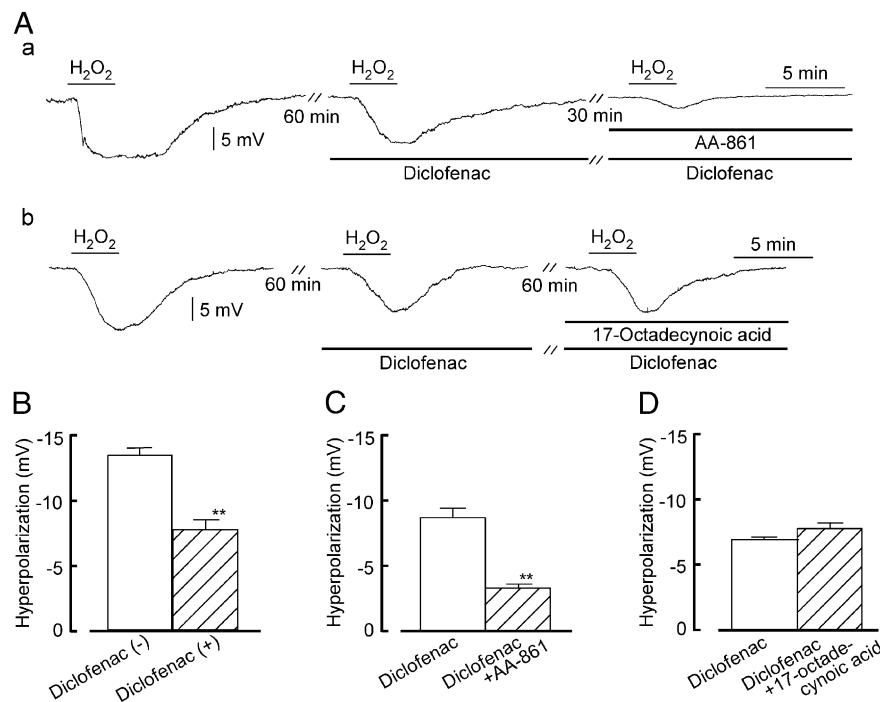 A
a
H2O2
H2O2
H2O2
5 min
60 min
30 min
5 mV
AA-861
Diclofenac
Diclofenac
b
H2O2
H2O2
H2O2
5 min
60 min
60 min
5 mV
17-Octadecynoic acid
Diclofenac
Diclofenac
B
Hyperpolarization (mV)
-15
-10
-5
0
**
Diclofenac (-)
Diclofenac (+)
C
Hyperpolarization (mV)
-15
-10
-5
0
**
Diclofenac
Diclofenac
+AA-861
D
Hyperpolarization (mV)
-15
-10
-5
0
Diclofenac
Diclofenac
+17-octade-
cynoic acid